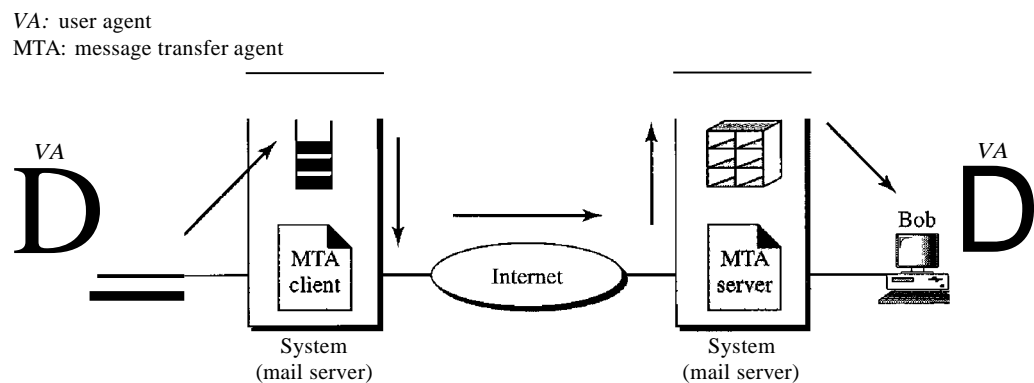 VA: user agent
MTA: message transfer agent
VA
D
MTA
client
Internet
MTA
server
Bob
VA
D
System
(mail server)
System
(mail server)